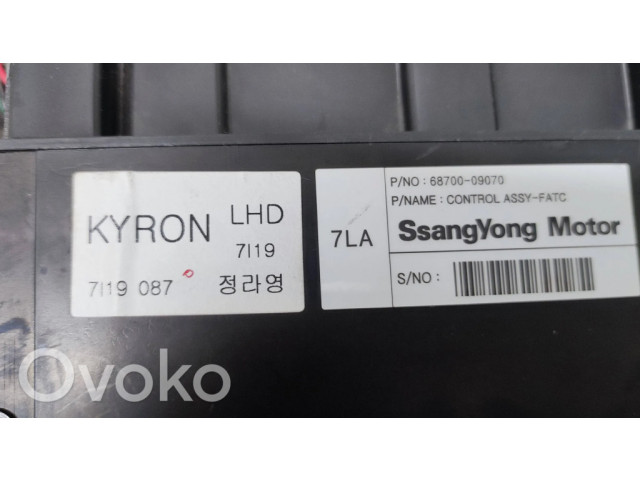 KYRON LHD
7I19
7I19 087 정라영
7LA
P/NO : 68700-09070
P/NAME : CONTROL ASSY-FATC
SsangYong Motor
S/NO :
Ovoko